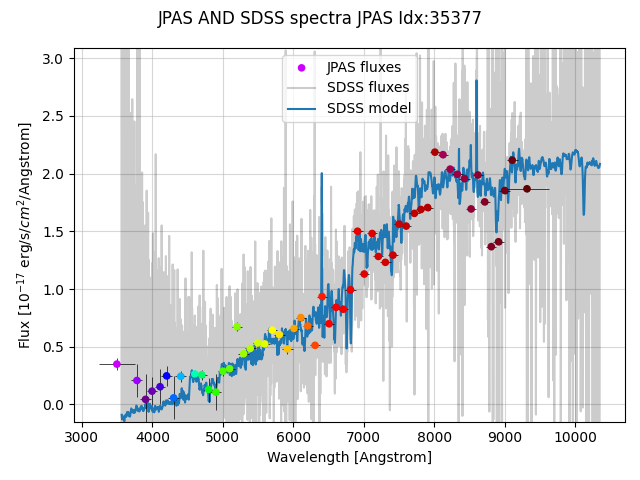 JPAS AND SDSS spectra JPAS Idx:35377
JPAS fluxes
SDSS fluxes
SDSS model
3.0
2.5
2.0
1.5
1.0
0.5
0.0
Flux [10⁻¹⁷ erg/s/cm²/Angstrom]
3000 4000 5000 6000 7000 8000 9000 10000
Wavelength [Angstrom]